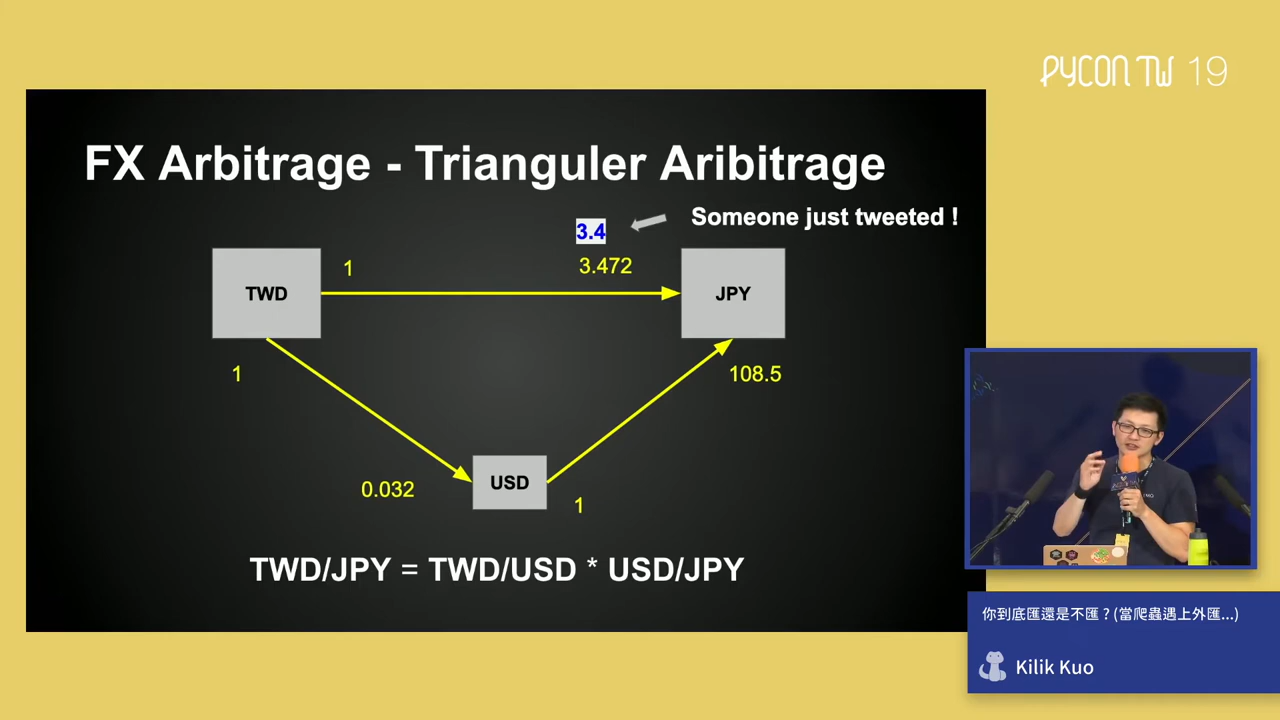 PYCON TW 19
FX Arbitrage - Trianguler Aribitrage
3.4
Someone just tweeted !
1
3.472
TWD
JPY
1
108.5
0.032
USD
1
TWD/JPY = TWD/USD * USD/JPY
你到底匯還是不匯？(當爬蟲遇上外匯...)
Kilik Kuo